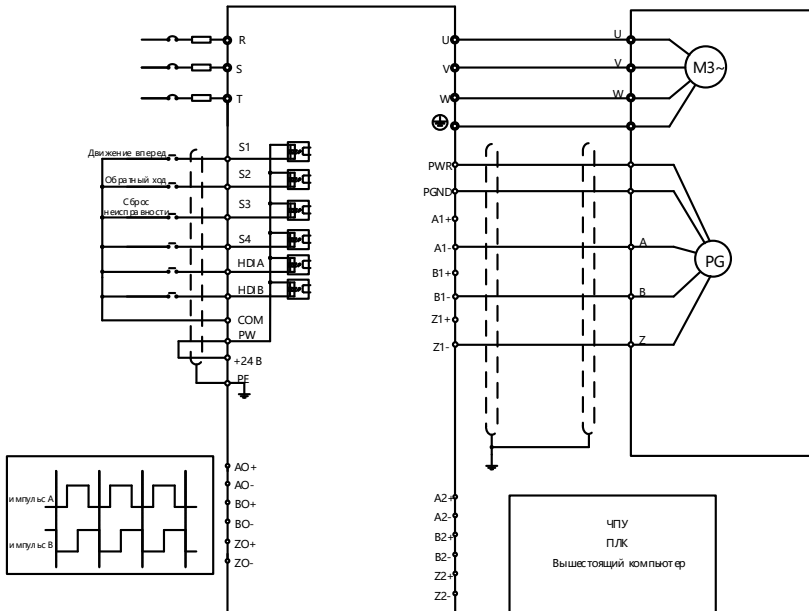 R
S
T
U
V
W
U
V
W
M3~
Движение вперед
Обратный ход
Сброс
неисправности
S1
S2
S3
S4
HDIA
HDIB
COM
PW
+24 В
PE
PWR
PGND
A1+
A1-
B1+
B1-
Z1+
Z1-
A
B
Z
PG
импульс А
импульс В
AO+
AO-
BO+
BO-
ZO+
ZO-
A2+
A2-
B2+
B2-
Z2+
Z2-
ЧПУ
ПЛК
Вышестоящий компьютер